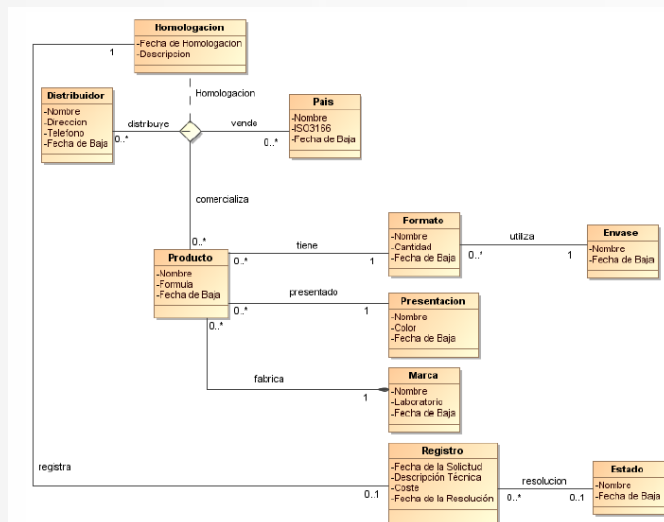 Homologacion
-Fecha de Homologacion
-Descripcion
1
Homologacion
Distribuidor
-Nombre
-Direccion
-Telefono
-Fecha de Baja
distribuye
0..*
vende
0..*
Pais
-Nombre
-ISO3166
-Fecha de Baja
comercializa
0..*
Producto
-Nombre
-Formula
-Fecha de Baja
tiene
0..*
1
Formato
-Nombre
-Cantidad
-Fecha de Baja
utiliza
0..*
1
Envase
-Nombre
-Fecha de Baja
presentado
0..*
1
Presentacion
-Nombre
-Color
-Fecha de Baja
0..*
fabrica
1
Marca
-Nombre
-Laboratorio
-Fecha de Baja
registra
0..1
Registro
-Fecha de la Solictud
-Descripción Técnica
-Coste
-Fecha de la Resolución
resolucion
0..*
0..1
Estado
-Nombre
-Fecha de Baja